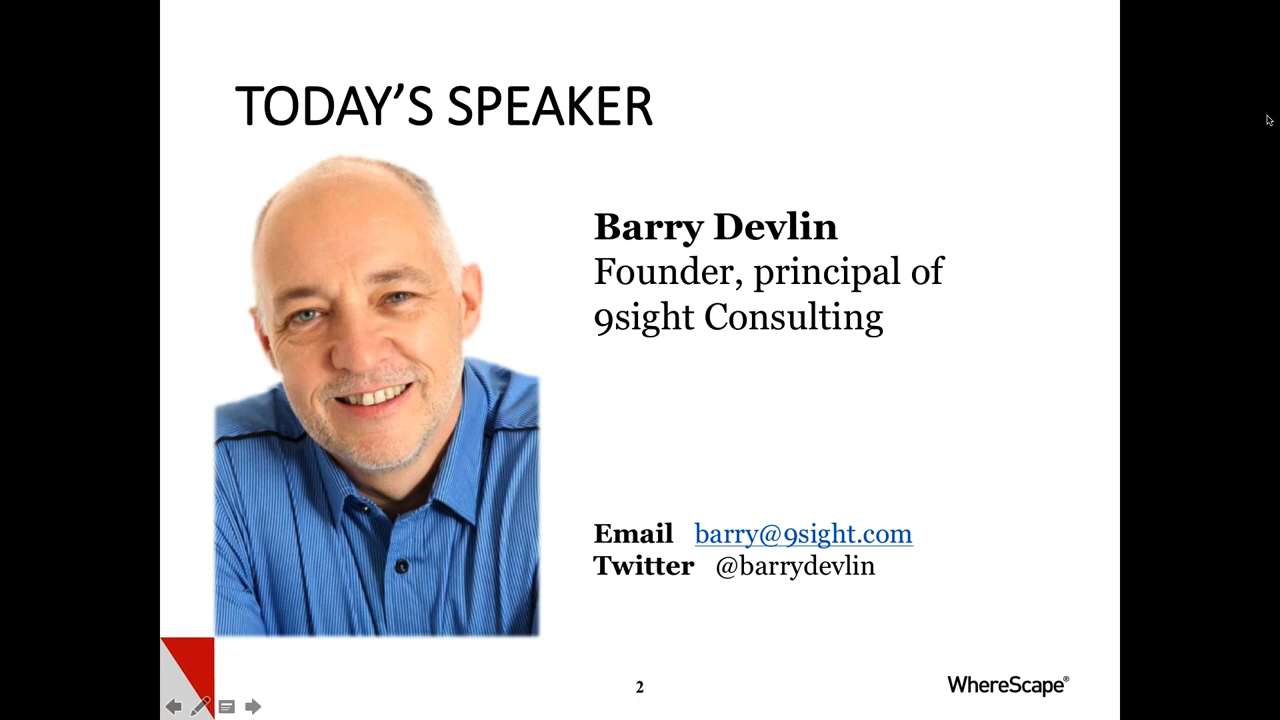 TODAY’S SPEAKER
Barry Devlin
Founder, principal of
9sight Consulting
Email barry@9sight.com
Twitter @barrydevlin
2
WhereScape®